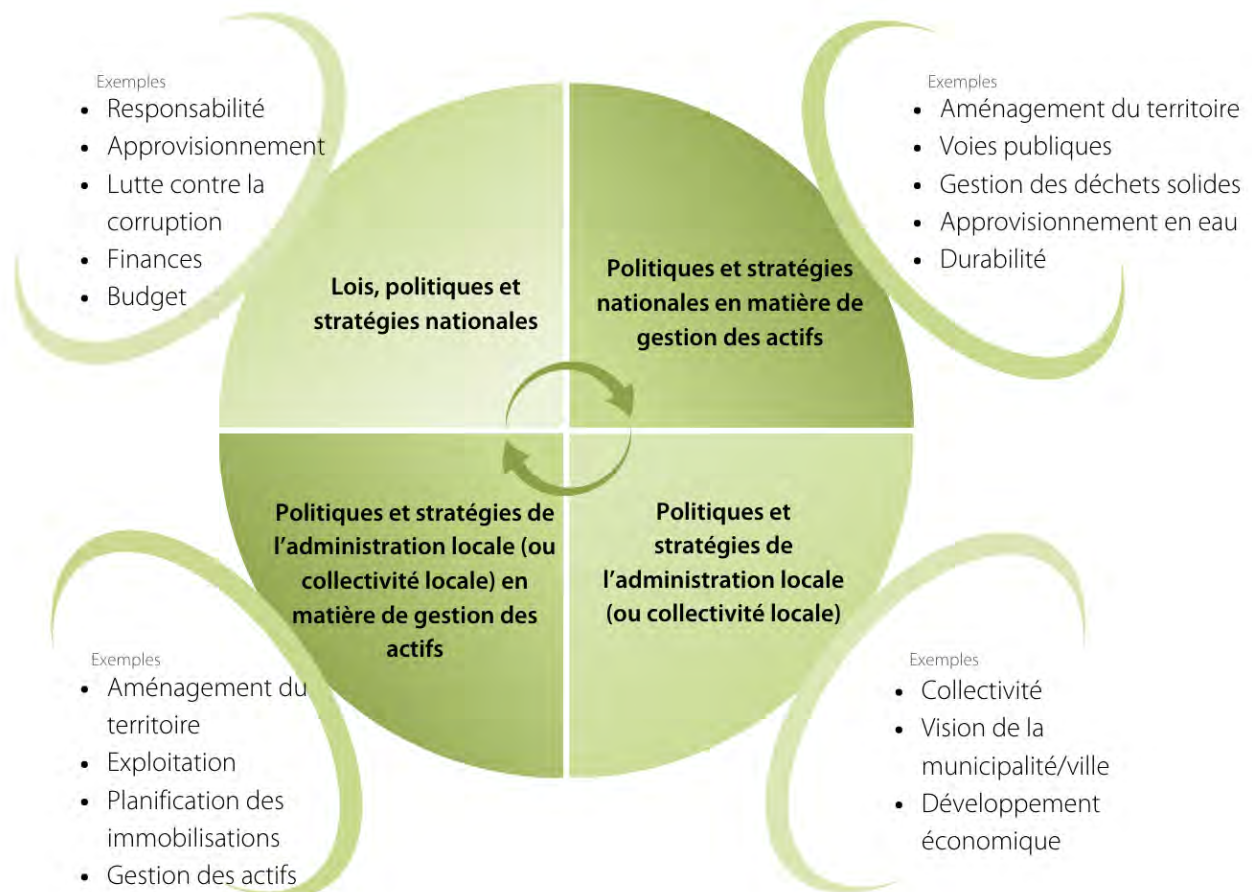 Exemples
• Responsabilité
• Approvisionnement
• Lutte contre la
corruption
• Finances
• Budget
Exemples
• Aménagement du territoire
• Voies publiques
• Gestion des déchets solides
• Approvisionnement en eau
• Durabilité
Lois, politiques et
stratégies nationales
Politiques et stratégies
nationales en matière de
gestion des actifs
Politiques et stratégies de
l’administration locale (ou
collectivité locale) en
matière de gestion des
actifs
Politiques et
stratégies de
l’administration locale
(ou collectivité locale)
Exemples
• Aménagement du
territoire
• Exploitation
• Planification des
immobilisations
• Gestion des actifs
Exemples
• Collectivité
• Vision de la
municipalité/ville
• Développement
économique